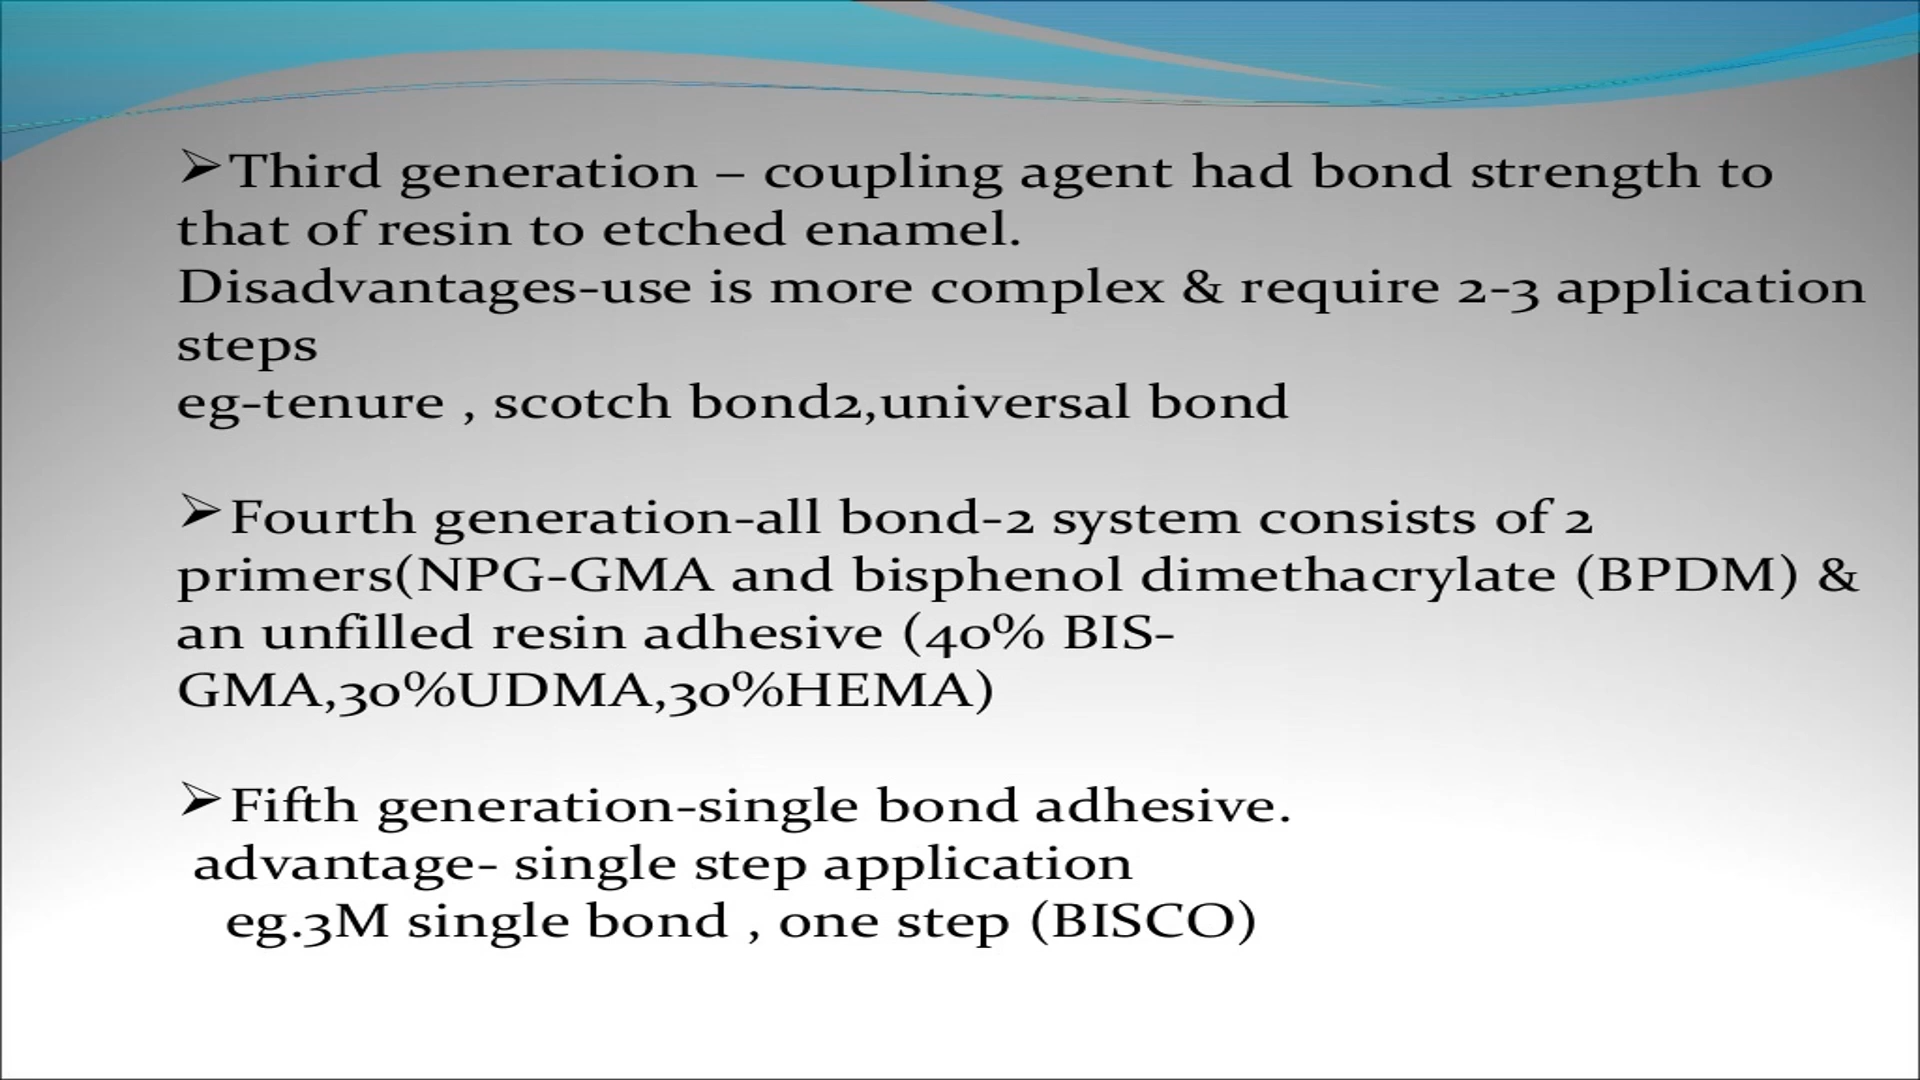 ➢Third generation – coupling agent had bond strength to
that of resin to etched enamel.
Disadvantages-use is more complex & require 2-3 application
steps
eg-tenure , scotch bond2,universal bond
➢Fourth generation-all bond-2 system consists of 2
primers(NPG-GMA and bisphenol dimethacrylate (BPDM) &
an unfilled resin adhesive (40% BIS-
GMA,30%UDMA,30%HEMA)
➢Fifth generation-single bond adhesive.
advantage- single step application
eg.3M single bond , one step (BISCO)